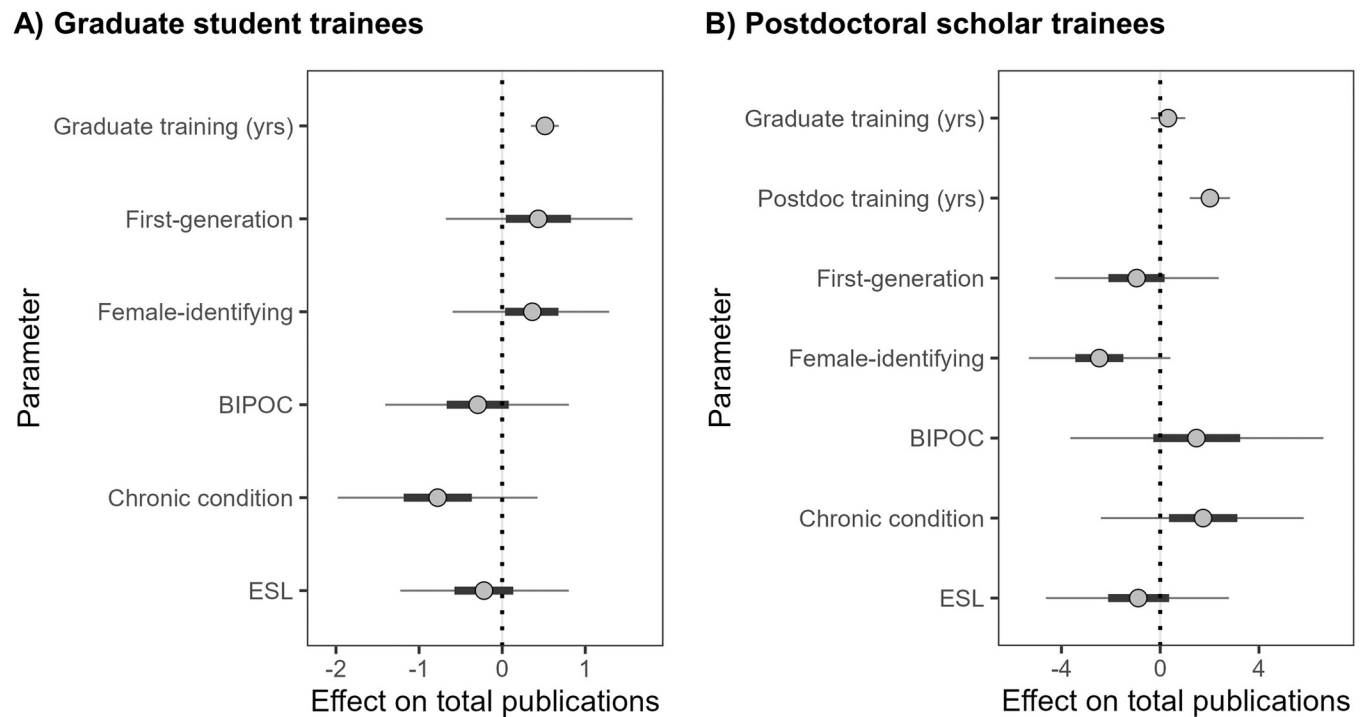 A) Graduate student trainees
Parameter
Graduate training (yrs)
First-generation
Female-identifying
BIPOC
Chronic condition
ESL
-2 -1 0 1
Effect on total publications
B) Postdoctoral scholar trainees
Parameter
Graduate training (yrs)
Postdoc training (yrs)
First-generation
Female-identifying
BIPOC
Chronic condition
ESL
-4 0 4
Effect on total publications